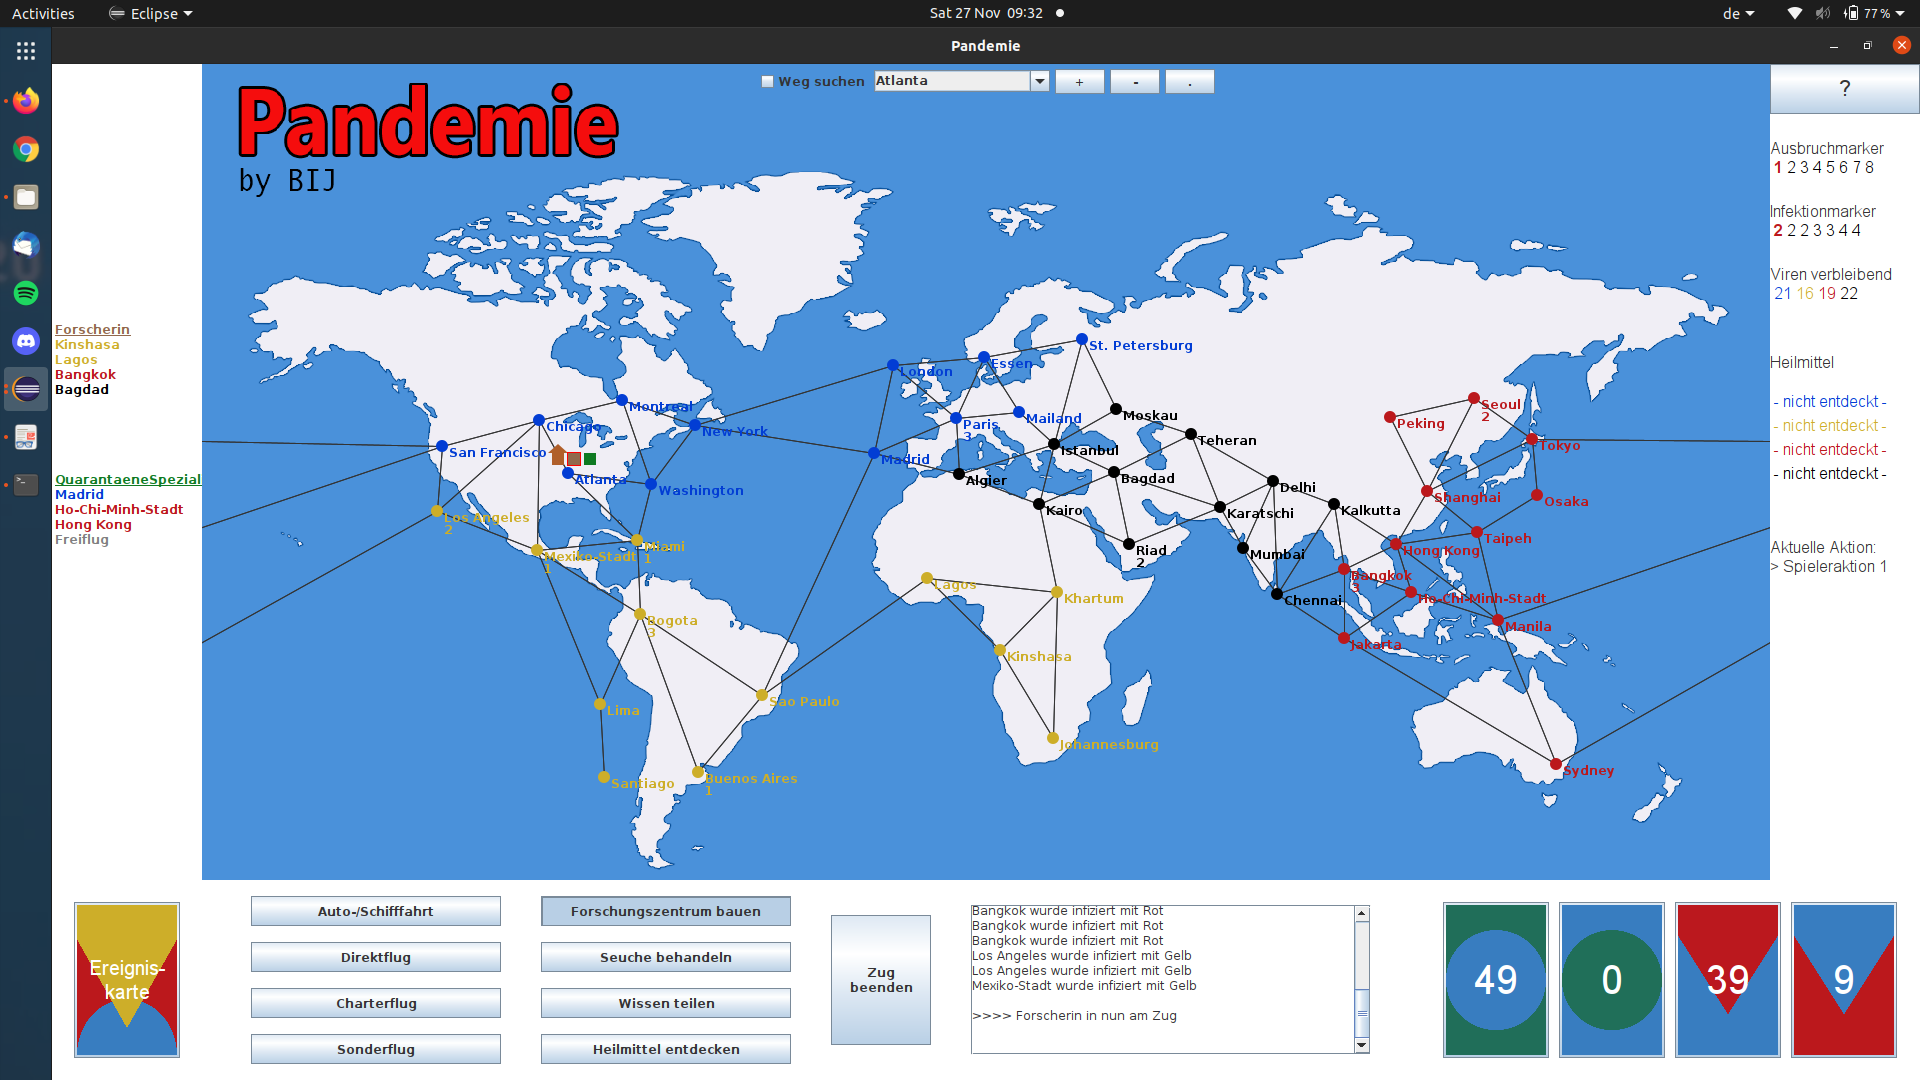 Activities
Eclipse
Sat 27 Nov 09:32
de
77 %
Pandemie
Pandemie
by BIJ
Weg suchen
Atlanta
+
-
.
?
Ausbruchmarker
1 2 3 4 5 6 7 8
Infektionmarker
2 2 2 3 3 4 4
Viren verbleibend
21 16 19 22
Heilmittel
- nicht entdeckt -
- nicht entdeckt -
- nicht entdeckt -
- nicht entdeckt -
Aktuelle Aktion:
> Spieleraktion 1
Forscherin
Kinshasa
Lagos
Bangkok
Bagdad
QuarantaeneSpezial
Madrid
Ho-Chi-Minh-Stadt
Hong Kong
Freiflug
St. Petersburg
Essen
London
Montreal
Chicago
New York
San Francisco
Atlanta
Washington
Paris
3
Mailand
Madrid
Moskau
Teheran
Istanbul
Algier
Bagdad
Kairo
Delhi
Karatschi
Kalkutta
Riad
2
Mumbai
Chennai
Seoul
2
Peking
Tokyo
Shanghai
Osaka
Taipeh
Hong Kong
Bangkok
3
Ho-Chi-Minh-Stadt
Manila
Jakarta
Sydney
Los Angeles
2
Mexiko-Stadt
1
Miami
1
Bogota
3
Lagos
Khartum
Kinshasa
Johannesburg
Sao Paulo
Lima
Santiago
Buenos Aires
1
Ereignis-
karte
Auto-/Schifffahrt
Forschungszentrum bauen
Direktflug
Seuche behandeln
Charterflug
Wissen teilen
Sonderflug
Heilmittel entdecken
Zug
beenden
Bangkok wurde infiziert mit Rot
Bangkok wurde infiziert mit Rot
Bangkok wurde infiziert mit Rot
Los Angeles wurde infiziert mit Gelb
Los Angeles wurde infiziert mit Gelb
Mexiko-Stadt wurde infiziert mit Gelb
>>>> Forscherin in nun am Zug
49
0
39
9